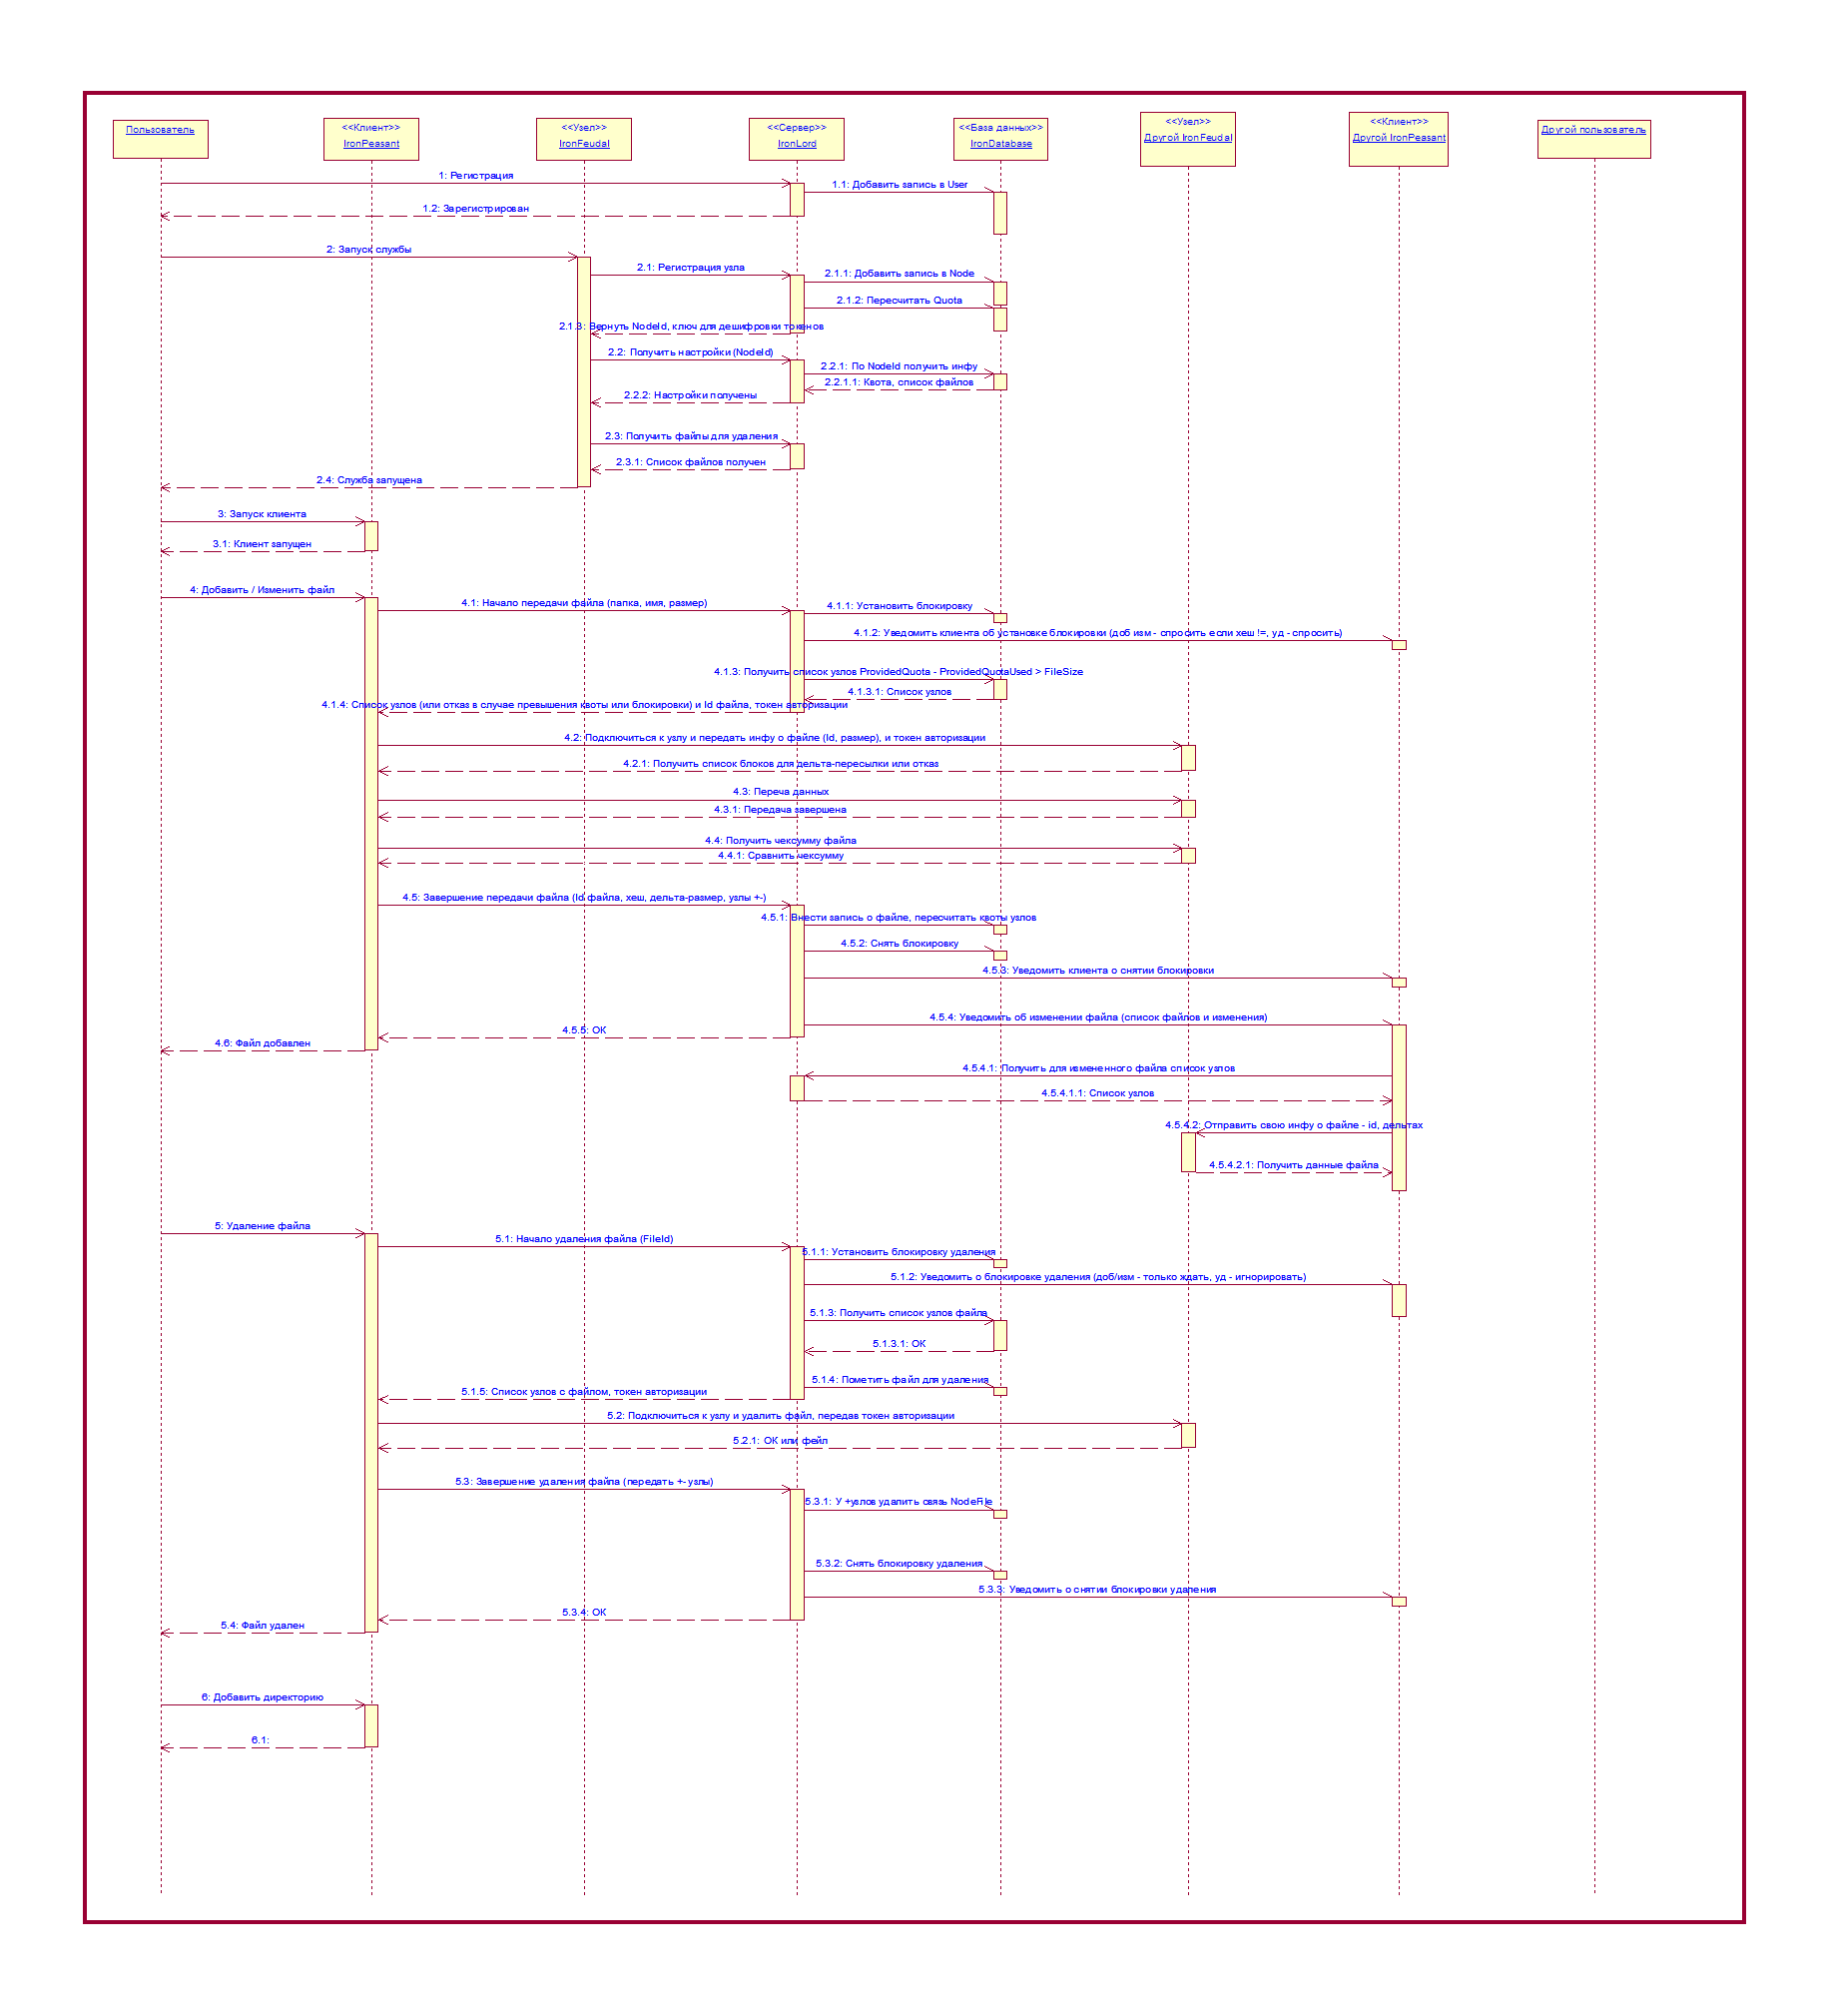 Пользователь
<<Клиент>>
IronPeasant
<<Узел>>
IronFeudal
<<Сервер>>
IronLord
<<База данных>>
IronDatabase
<<Узел>>
Другой IronFeudal
<<Клиент>>
Другой IronPeasant
Другой пользователь
1: Регистрация
1.1: Добавить запись в User
1.2: Зарегистрирован
2: Запуск службы
2.1: Регистрация узла
2.1.1: Добавить запись в Node
2.1.2: Пересчитать Quota
2.1.3: Вернуть NodeId, ключ для дешифровки токенов
2.2: Получить настройки (NodeId)
2.2.1: По NodeId получить инфу
2.2.1.1: Квота, список файлов
2.2.2: Настройки получены
2.3: Получить файлы для удаления
2.3.1: Список файлов получен
2.4: Служба запущена
3: Запуск клиента
3.1: Клиент запущен
4: Добавить / Изменить файл
4.1: Начало передачи файла (папка, имя, размер)
4.1.1: Установить блокировку
4.1.2: Уведомить клиента об установке блокировки (доб изм - спросить если хеш !=, уд - спросить)
4.1.3: Получить список узлов ProvidedQuota - ProvidedQuotaUsed > FileSize
4.1.3.1: Список узлов
4.1.4: Список узлов (или отказ в случае превышения квоты или блокировки) и Id файла, токен авторизации
4.2: Подключиться к узлу и передать инфу о файле (Id, размер), и токен авторизации
4.2.1: Получить список блоков для дельта-пересылки или отказ
4.3: Переча данных
4.3.1: Передача завершена
4.4: Получить чексумму файла
4.4.1: Сравнить чексумму
4.5: Завершение передачи файла (Id файла, хеш, дельта-размер, узлы +-)
4.5.1: Внести запись о файле, пересчитать квоты узлов
4.5.2: Снять блокировку
4.5.3: Уведомить клиента о снятии блокировки
4.5.4: Уведомить об изменении файла (список файлов и изменения)
4.5.5: ОК
4.6: Файл добавлен
4.5.4.1: Получить для измененного файла список узлов
4.5.4.1.1: Список узлов
4.5.4.2: Отправить свою инфу о файле - id, дельтах
4.5.4.2.1: Получить данные файла
5: Удаление файла
5.1: Начало удаления файла (FileId)
5.1.1: Установить блокировку удаления
5.1.2: Уведомить о блокировке удаления (доб/изм - только ждать, уд - игнорировать)
5.1.3: Получить список узлов файла
5.1.3.1: ОК
5.1.4: Пометить файл для удаления
5.1.5: Список узлов с файлом, токен авторизации
5.2: Подключиться к узлу и удалить файл, передав токен авторизации
5.2.1: ОК или фейл
5.3: Завершение удаления файла (передать +- узлы)
5.3.1: У +узлов удалить связь NodeFile
5.3.2: Снять блокировку удаления
5.3.3: Уведомить о снятии блокировки удаления
5.3.4: ОК
5.4: Файл удален
6: Добавить директорию
6.1: